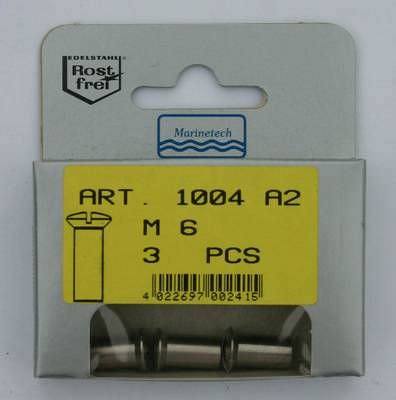 EDELSTAHL
Rost
frei
Marinetech
ART. 1004 A2
M 6
3 PCS
4 022697 002415